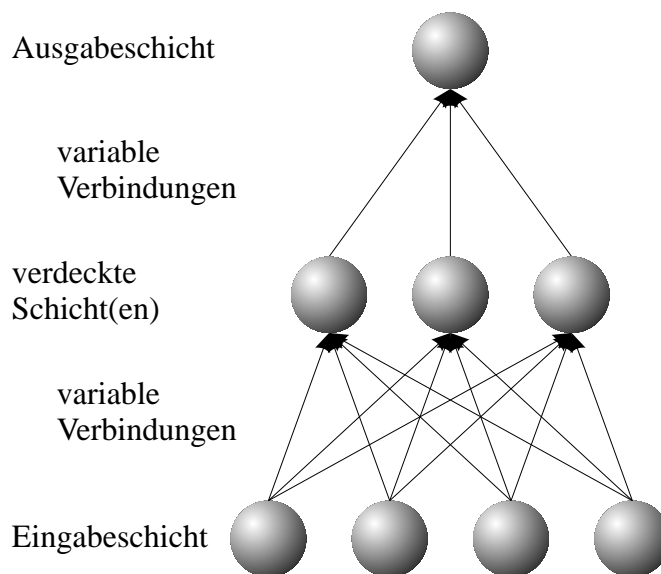 Ausgabeschicht
variable
Verbindungen
verdeckte
Schicht(en)
variable
Verbindungen
Eingabeschicht